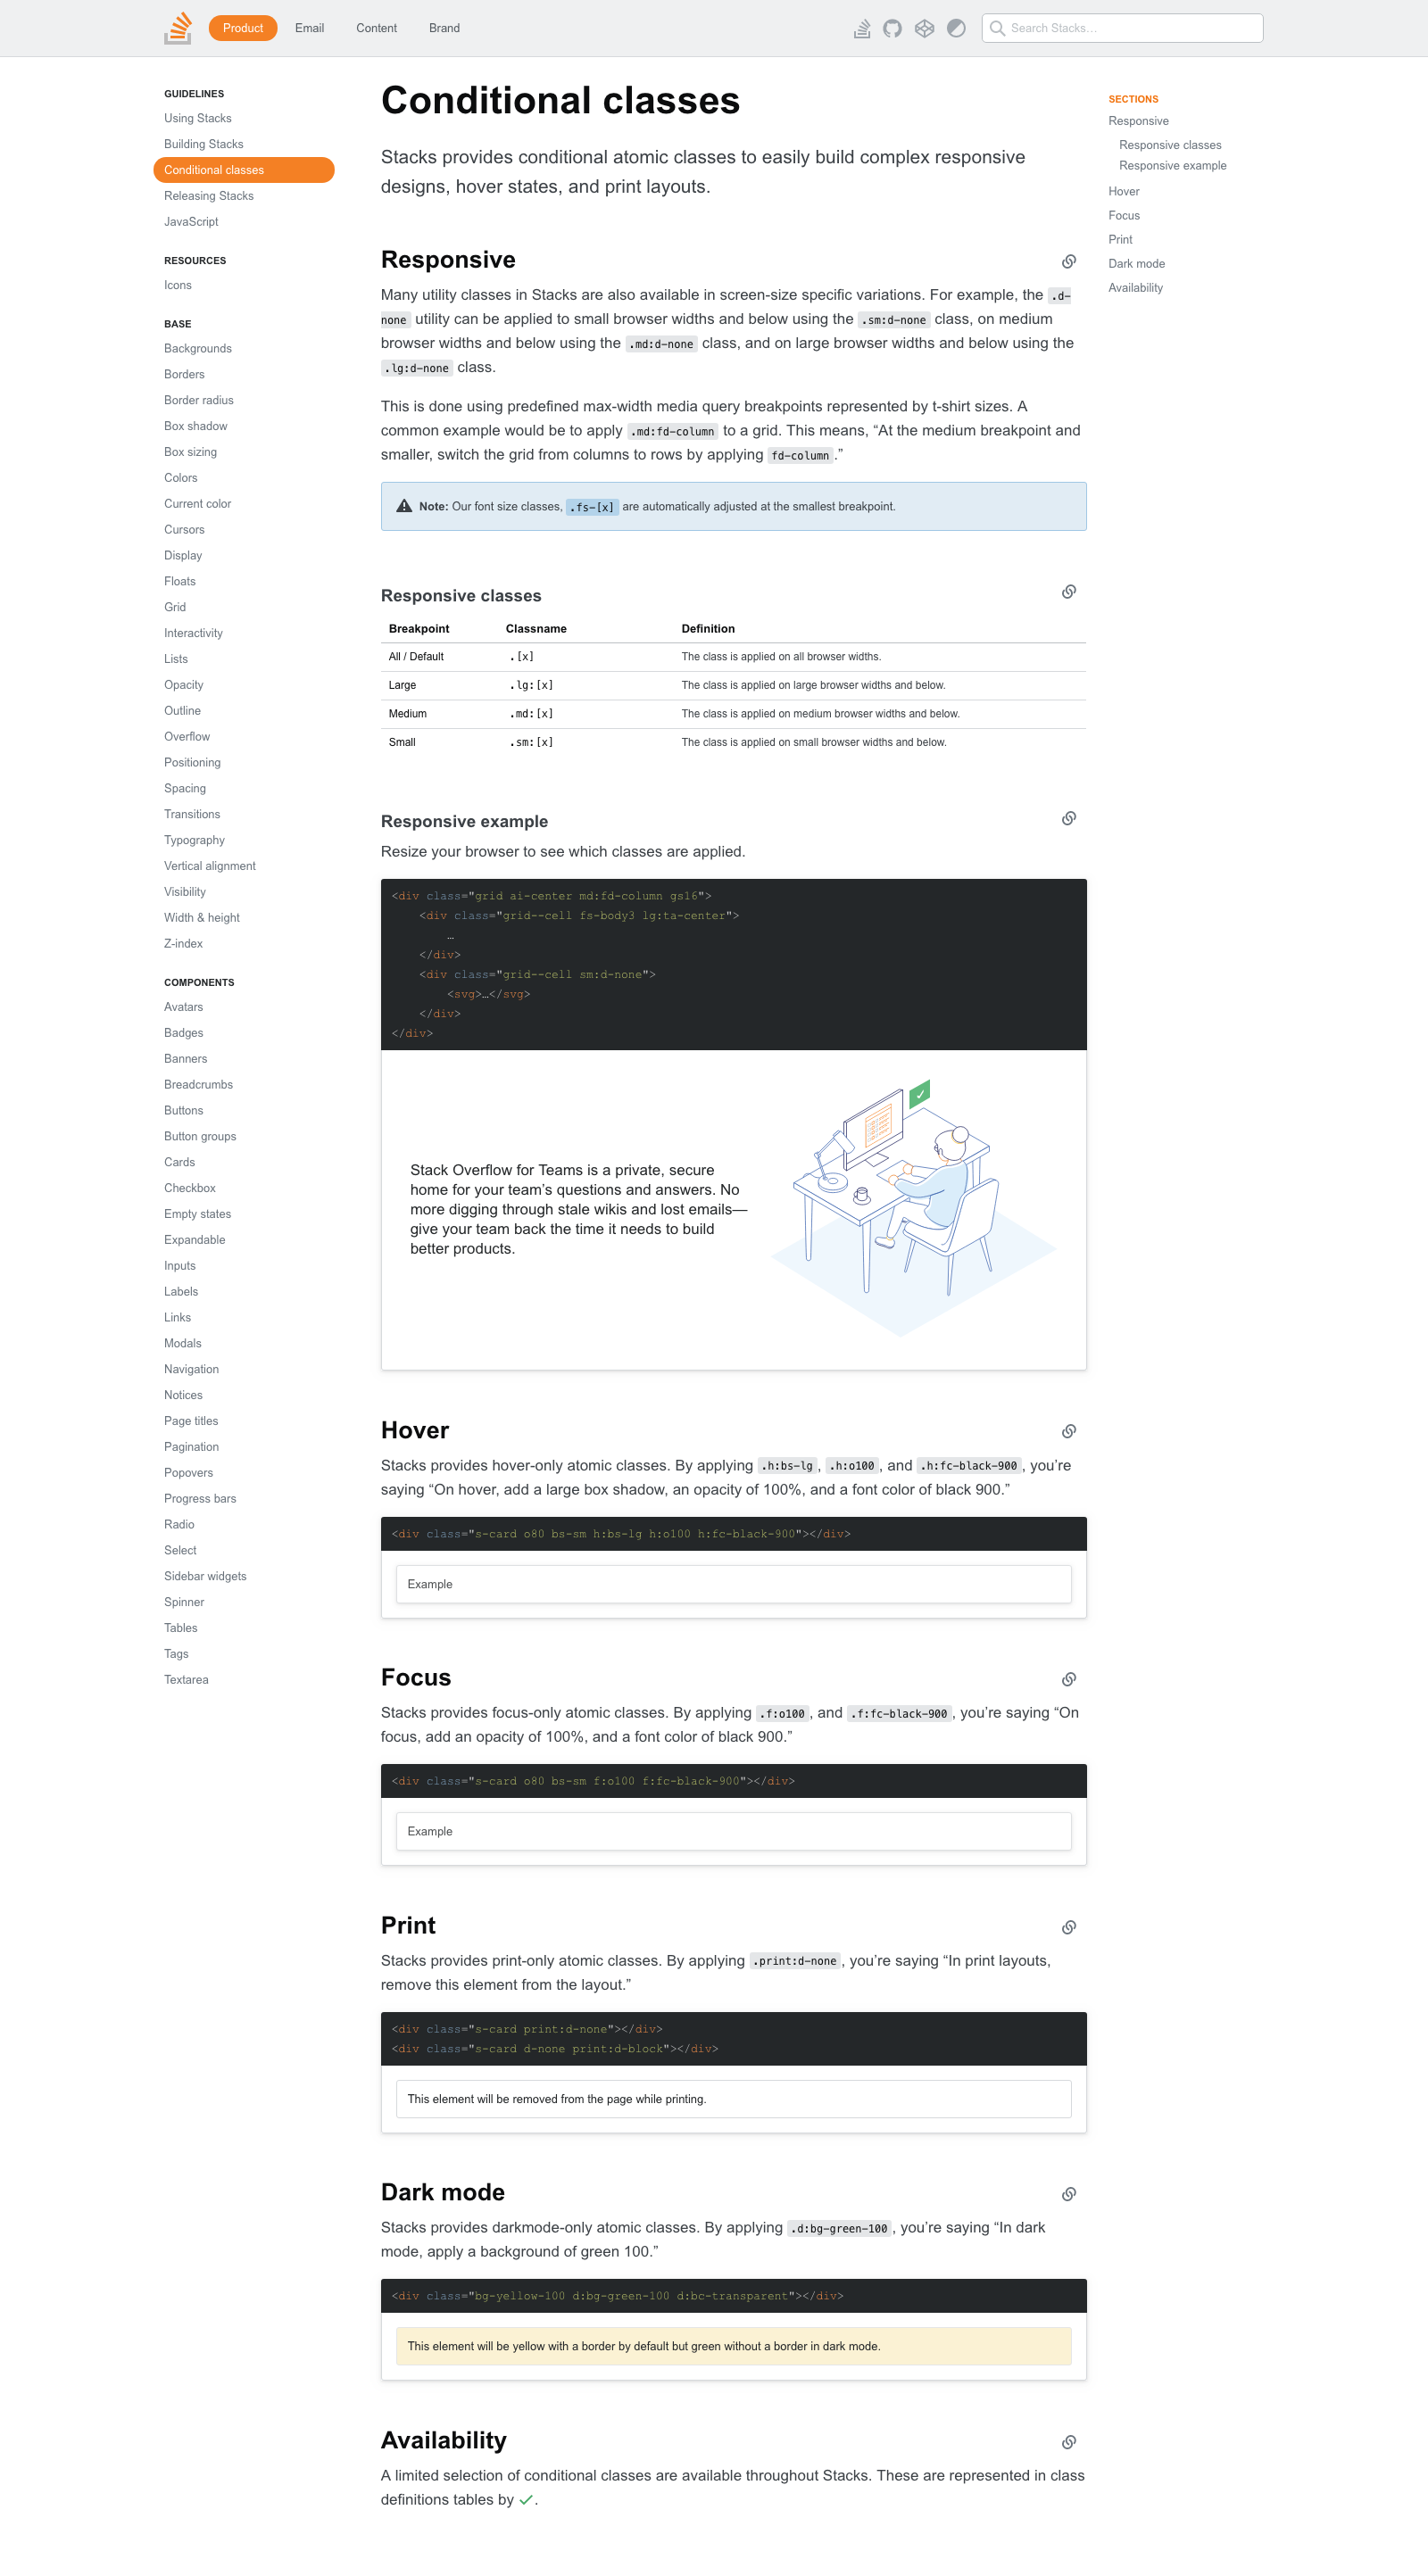 Product Email Content Brand Search Stacks…
GUIDELINES
Using Stacks
Building Stacks
Conditional classes
Releasing Stacks
JavaScript
RESOURCES
Icons
BASE
Backgrounds
Borders
Border radius
Box shadow
Box sizing
Colors
Current color
Cursors
Display
Floats
Grid
Interactivity
Lists
Opacity
Outline
Overflow
Positioning
Spacing
Transitions
Typography
Vertical alignment
Visibility
Width & height
Z-index
COMPONENTS
Avatars
Badges
Banners
Breadcrumbs
Buttons
Button groups
Cards
Checkbox
Empty states
Expandable
Inputs
Labels
Links
Modals
Navigation
Notices
Page titles
Pagination
Popovers
Progress bars
Radio
Select
Sidebar widgets
Spinner
Tables
Tags
Textarea
Conditional classes
Stacks provides conditional atomic classes to easily build complex responsive
designs, hover states, and print layouts.
Responsive
Many utility classes in Stacks are also available in screen-size specific variations. For example, the .d-
none utility can be applied to small browser widths and below using the .sm:d-none class, on medium
browser widths and below using the .md:d-none class, and on large browser widths and below using the
.lg:d-none class.
This is done using predefined max-width media query breakpoints represented by t-shirt sizes. A
common example would be to apply .md:fd-column to a grid. This means, “At the medium breakpoint and
smaller, switch the grid from columns to rows by applying fd-column.”
Note: Our font size classes, .fs-[x] are automatically adjusted at the smallest breakpoint.
Responsive classes
Breakpoint Classname Definition
All / Default .[x] The class is applied on all browser widths.
Large .lg:[x] The class is applied on large browser widths and below.
Medium .md:[x] The class is applied on medium browser widths and below.
Small .sm:[x] The class is applied on small browser widths and below.
Responsive example
Resize your browser to see which classes are applied.
<div class="grid ai-center md:fd-column gs16">
<div class="grid--cell fs-body3 lg:ta-center">
…
</div>
<div class="grid--cell sm:d-none">
<svg>…</svg>
</div>
</div>
Stack Overflow for Teams is a private, secure
home for your team’s questions and answers. No
more digging through stale wikis and lost emails—
give your team back the time it needs to build
better products.
Hover
Stacks provides hover-only atomic classes. By applying .h:bs-lg, .h:o100, and .h:fc-black-900, you’re
saying “On hover, add a large box shadow, an opacity of 100%, and a font color of black 900.”
<div class="s-card o80 bs-sm h:bs-lg h:o100 h:fc-black-900"></div>
Example
Focus
Stacks provides focus-only atomic classes. By applying .f:o100, and .f:fc-black-900, you’re saying “On
focus, add an opacity of 100%, and a font color of black 900.”
<div class="s-card o80 bs-sm f:o100 f:fc-black-900"></div>
Example
Print
Stacks provides print-only atomic classes. By applying .print:d-none, you’re saying “In print layouts,
remove this element from the layout.”
<div class="s-card print:d-none"></div>
<div class="s-card d-none print:d-block"></div>
This element will be removed from the page while printing.
Dark mode
Stacks provides darkmode-only atomic classes. By applying .d:bg-green-100, you’re saying “In dark
mode, apply a background of green 100.”
<div class="bg-yellow-100 d:bg-green-100 d:bc-transparent"></div>
This element will be yellow with a border by default but green without a border in dark mode.
Availability
A limited selection of conditional classes are available throughout Stacks. These are represented in class
definitions tables by ✓.
SECTIONS
Responsive
Responsive classes
Responsive example
Hover
Focus
Print
Dark mode
Availability